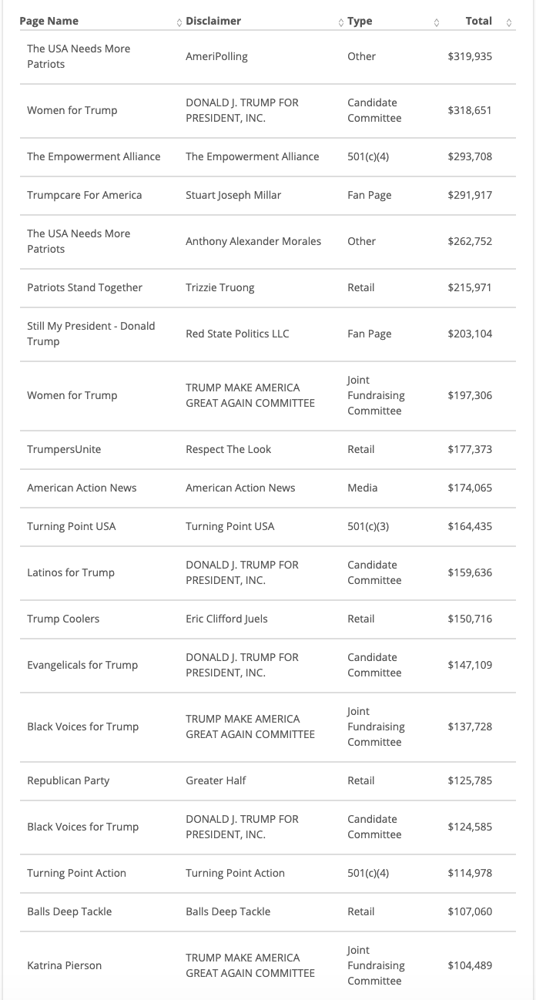 Page Name Disclaimer Type Total
The USA Needs More
Patriots AmeriPolling Other $319,935
Women for Trump DONALD J. TRUMP FOR
PRESIDENT, INC. Candidate
Committee $318,651
The Empowerment Alliance The Empowerment Alliance 501(c)(4) $293,708
Trumpcare For America Stuart Joseph Millar Fan Page $291,917
The USA Needs More
Patriots Anthony Alexander Morales Other $262,752
Patriots Stand Together Trizzie Truong Retail $215,971
Still My President - Donald
Trump Red State Politics LLC Fan Page $203,104
Women for Trump TRUMP MAKE AMERICA
GREAT AGAIN COMMITTEE Joint
Fundraising
Committee $197,306
TrumpersUnite Respect The Look Retail $177,373
American Action News American Action News Media $174,065
Turning Point USA Turning Point USA 501(c)(3) $164,435
Latinos for Trump DONALD J. TRUMP FOR
PRESIDENT, INC. Candidate
Committee $159,636
Trump Coolers Eric Clifford Juels Retail $150,716
Evangelicals for Trump DONALD J. TRUMP FOR
PRESIDENT, INC. Candidate
Committee $147,109
Black Voices for Trump TRUMP MAKE AMERICA
GREAT AGAIN COMMITTEE Joint
Fundraising
Committee $137,728
Republican Party Greater Half Retail $125,785
Black Voices for Trump DONALD J. TRUMP FOR
PRESIDENT, INC. Candidate
Committee $124,585
Turning Point Action Turning Point Action 501(c)(4) $114,978
Balls Deep Tackle Balls Deep Tackle Retail $107,060
Katrina Pierson TRUMP MAKE AMERICA
GREAT AGAIN COMMITTEE Joint
Fundraising
Committee $104,489